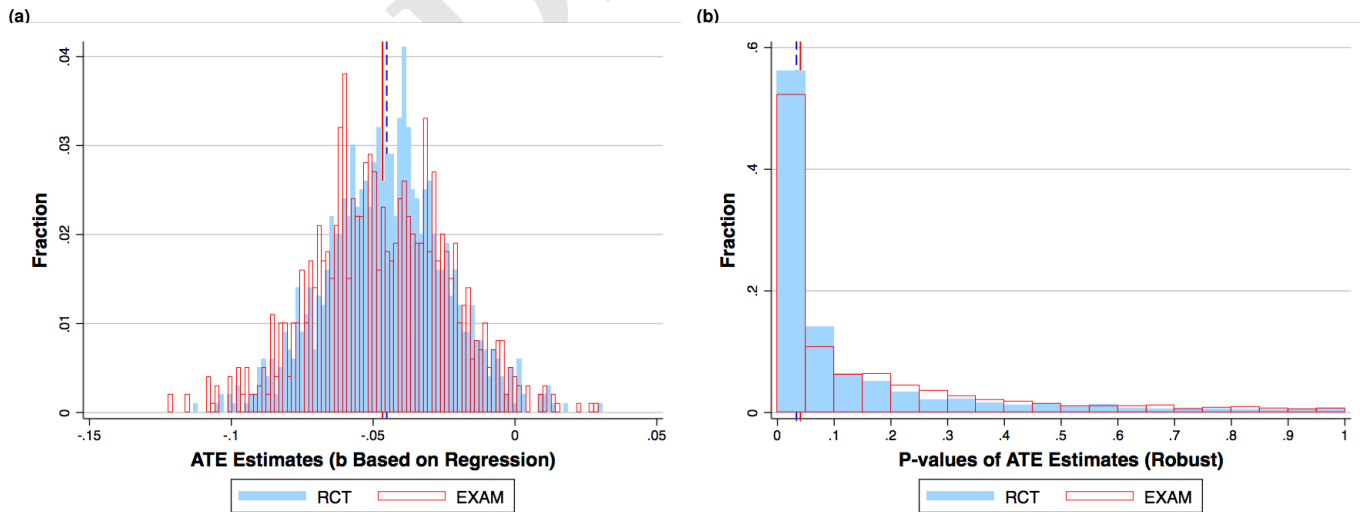 (a)
Fraction
.04
.03
.02
.01
0
-.15
-.1
-.05
0
.05
ATE Estimates (b Based on Regression)
RCT
EXAM
(b)
Fraction
.6
.4
.2
0
0
.1
.2
.3
.4
.5
.6
.7
.8
.9
1
P-values of ATE Estimates (Robust)
RCT
EXAM